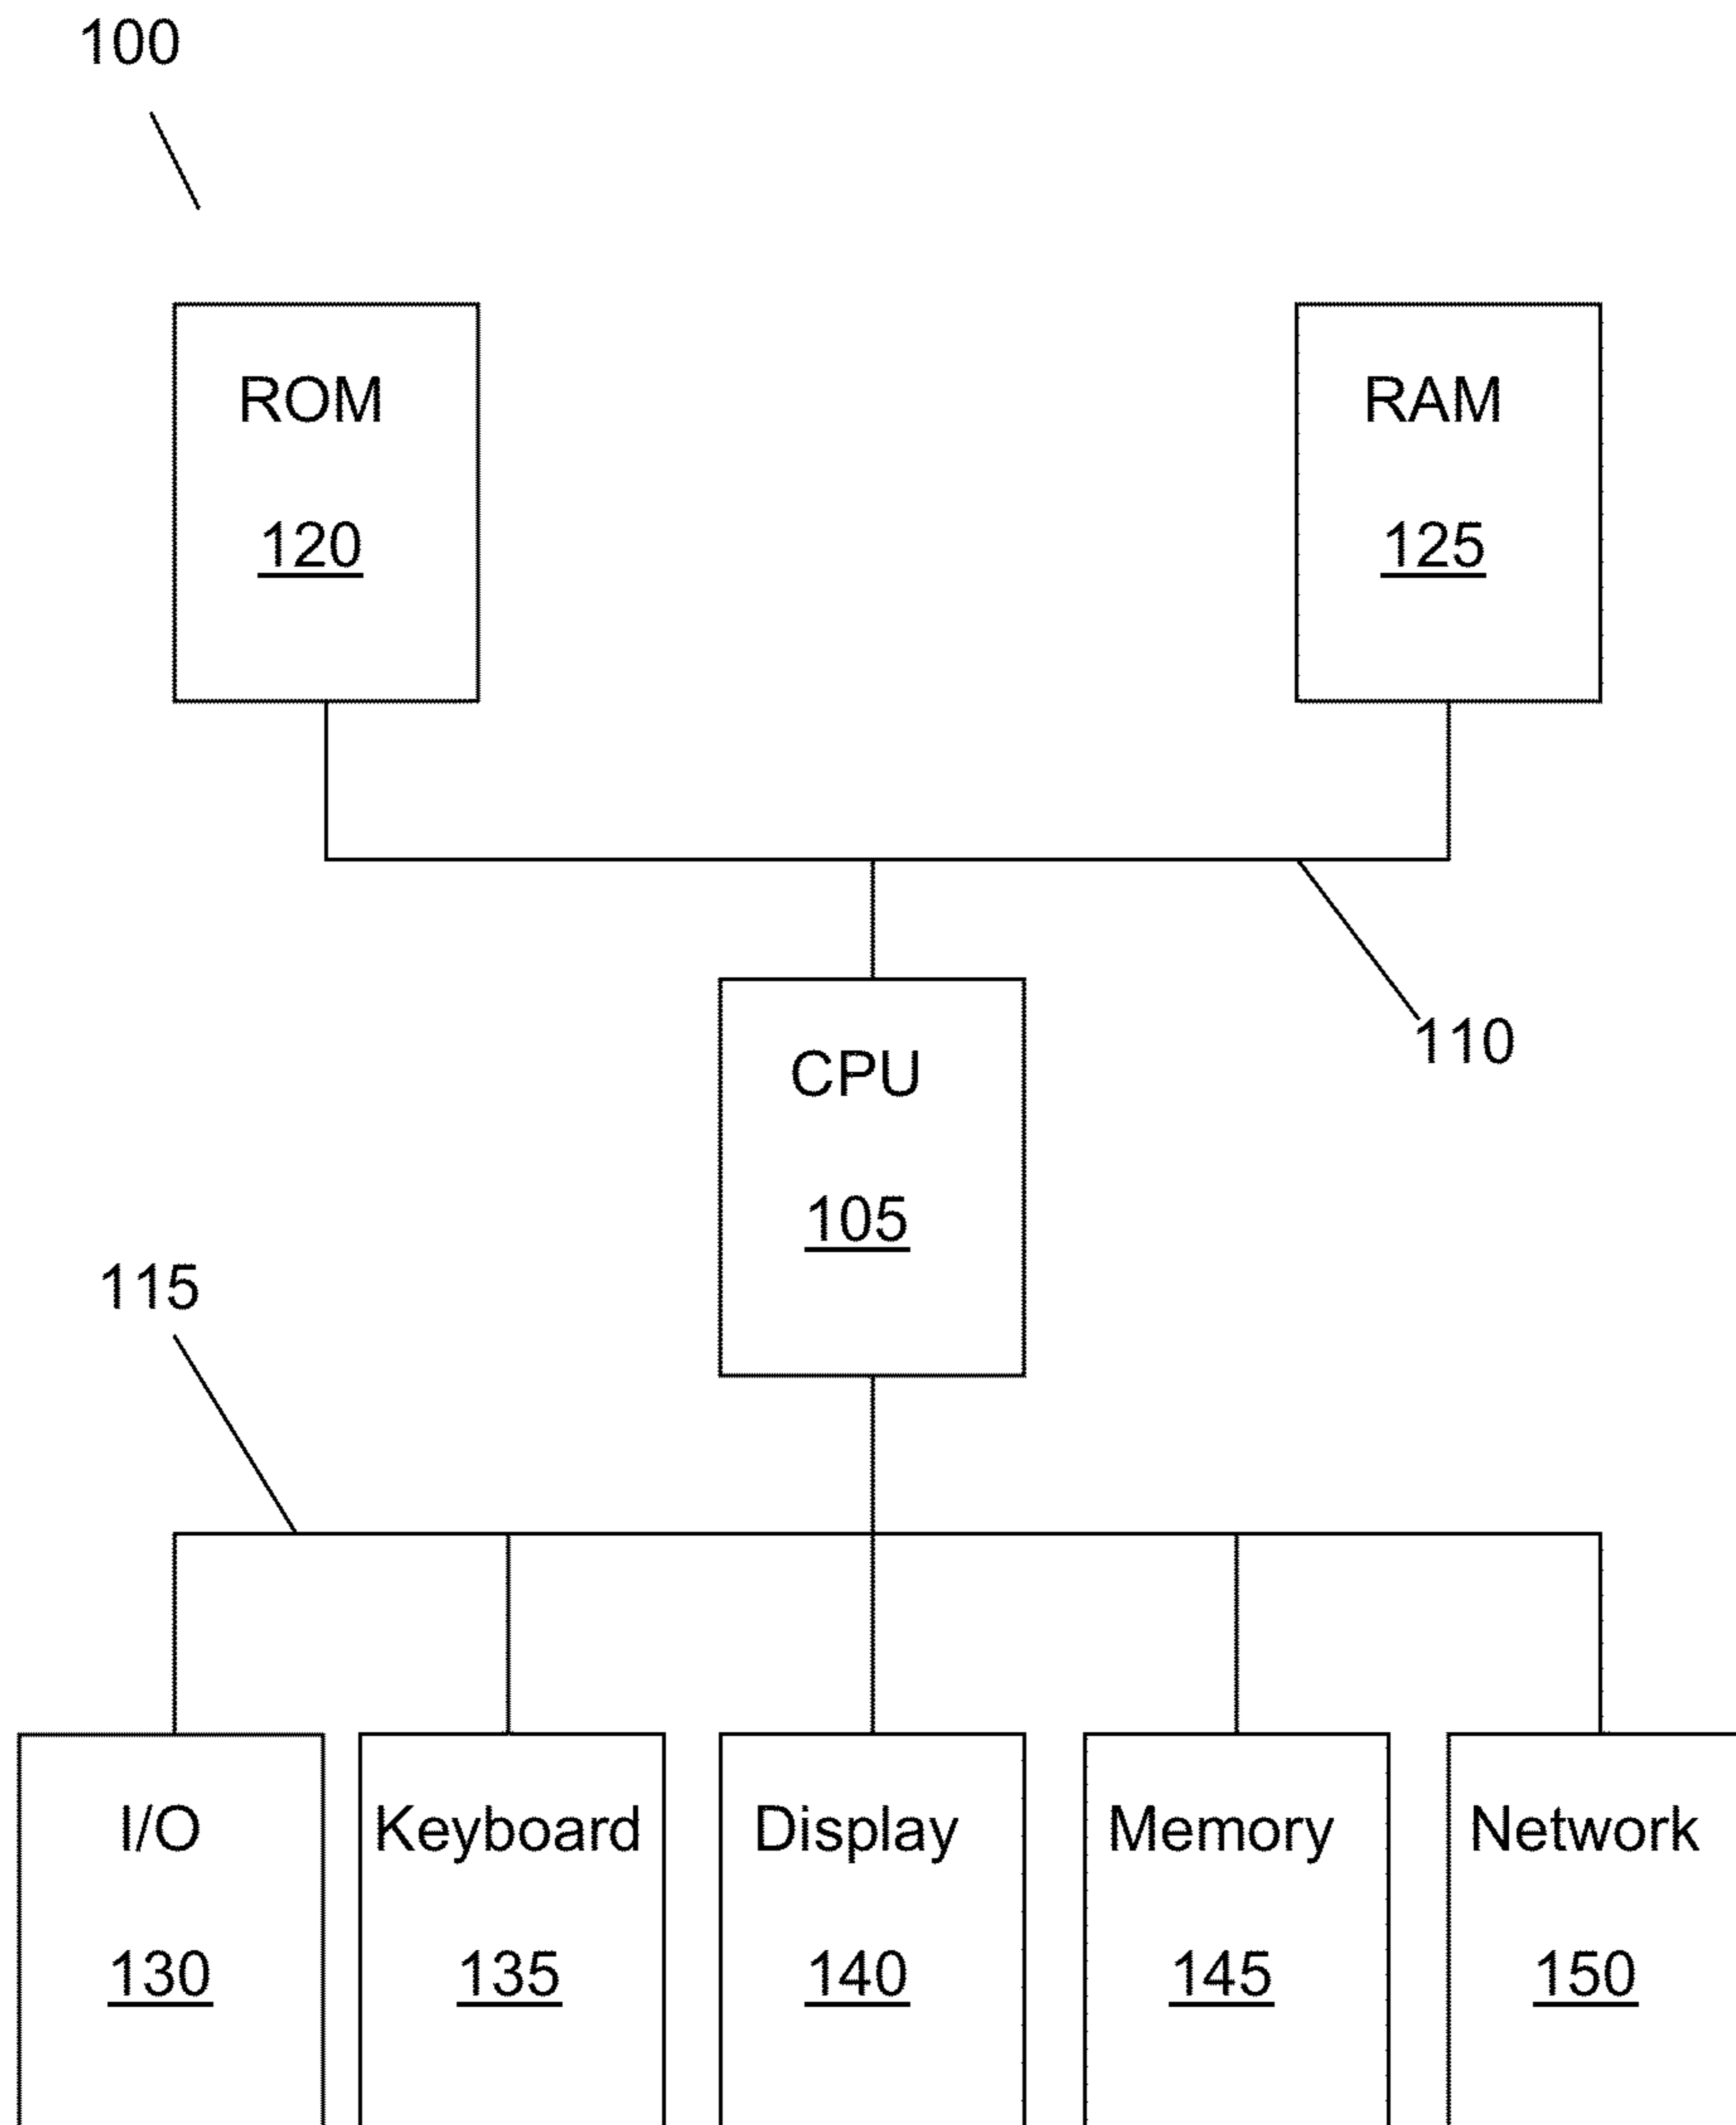 100
ROM
120
RAM
125
110
CPU
105
115
I/O
130
Keyboard
135
Display
140
Memory
145
Network
150